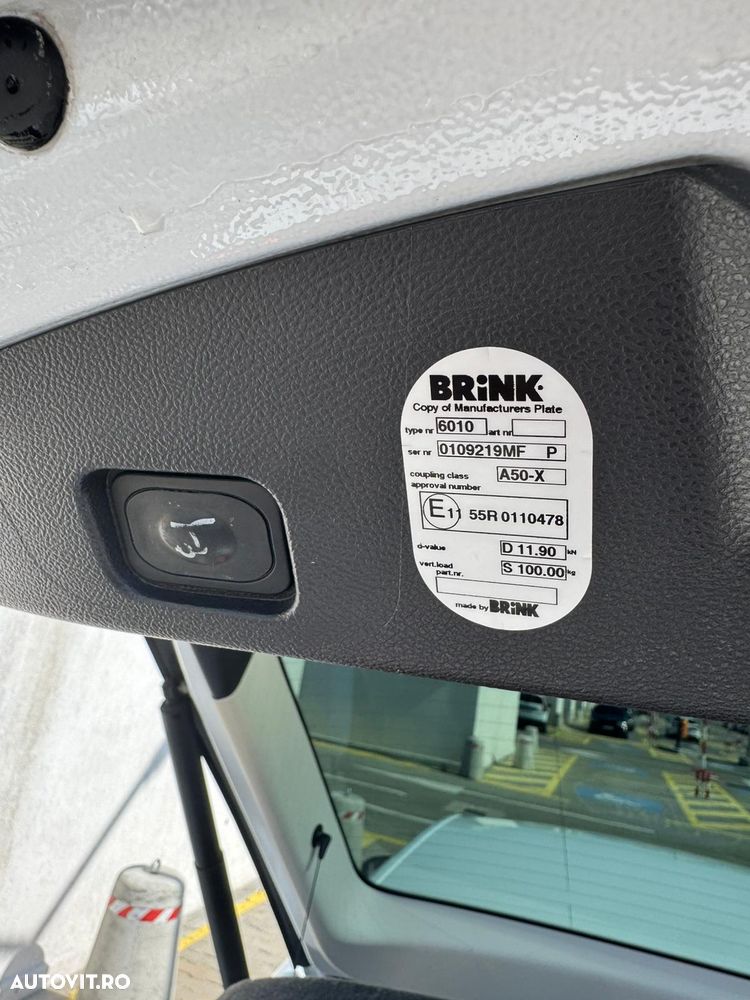 BRiNK
Copy of Manufacturers Plate
type nr 6010 art nr
ser nr 0109219MF P
coupling class A50-X
approval number
E11 55R 0110478
d-value D 11.90 kN
vert.load S 100.00 kg
part.nr.
made by BRiNK
AUTOVIT.RO